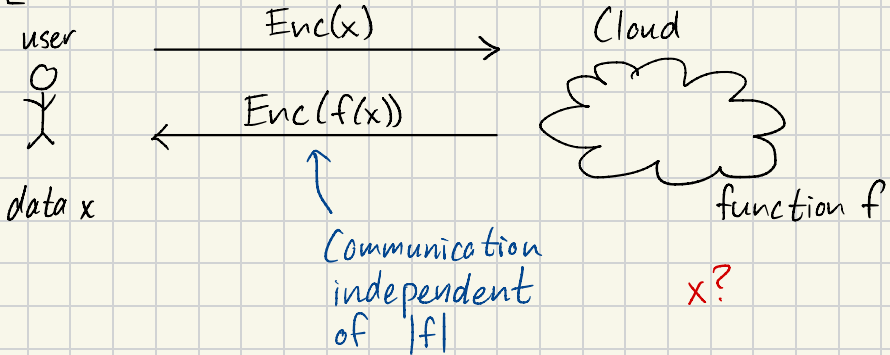 user
Enc(x)
Cloud
Enc(f(x))
data x
function f
Communication
independent
of |f|
x?